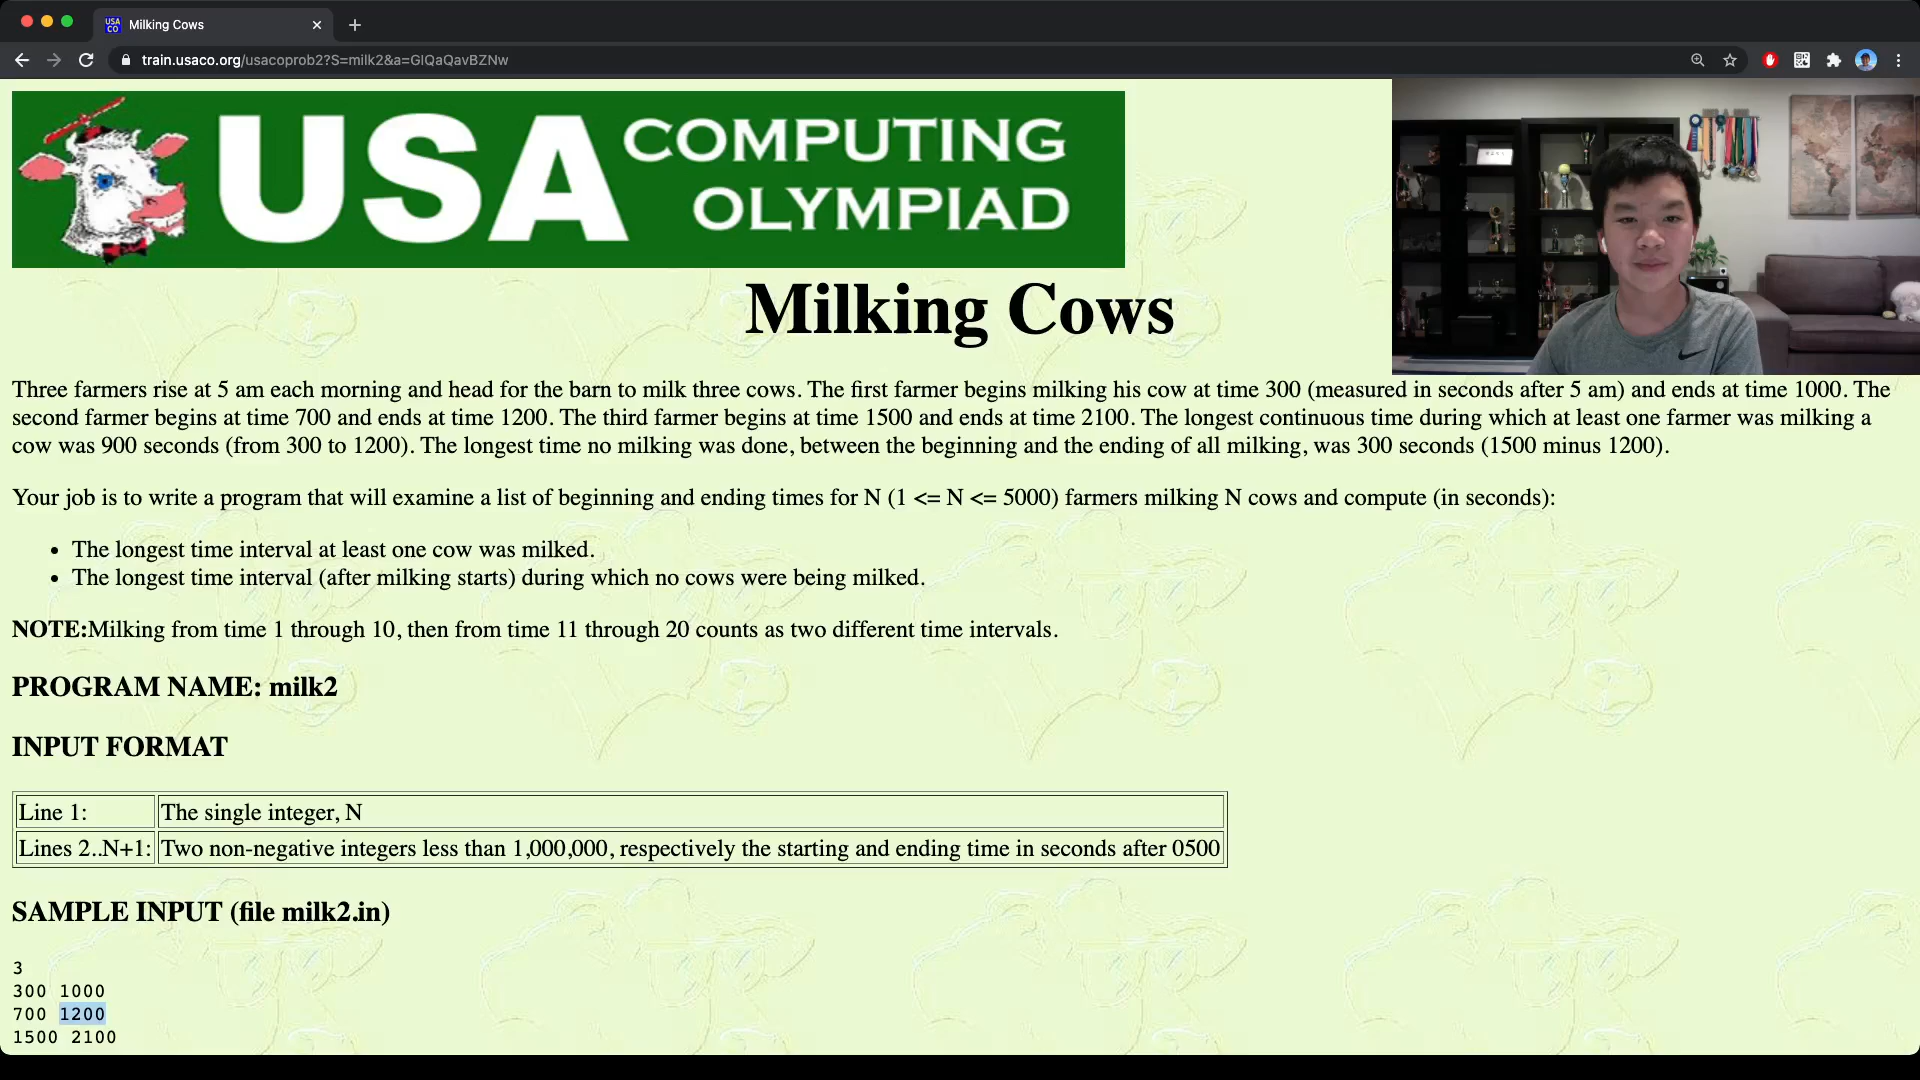 Milking Cows
train.usaco.org/usacoprob2?S=milk2&a=GlQaQavBZNw
USA COMPUTING
OLYMPIAD
Milking Cows
Three farmers rise at 5 am each morning and head for the barn to milk three cows. The first farmer begins milking his cow at time 300 (measured in seconds after 5 am) and ends at time 1000. The
second farmer begins at time 700 and ends at time 1200. The third farmer begins at time 1500 and ends at time 2100. The longest continuous time during which at least one farmer was milking a
cow was 900 seconds (from 300 to 1200). The longest time no milking was done, between the beginning and the ending of all milking, was 300 seconds (1500 minus 1200).
Your job is to write a program that will examine a list of beginning and ending times for N (1 <= N <= 5000) farmers milking N cows and compute (in seconds):
• The longest time interval at least one cow was milked.
• The longest time interval (after milking starts) during which no cows were being milked.
NOTE:Milking from time 1 through 10, then from time 11 through 20 counts as two different time intervals.
PROGRAM NAME: milk2
INPUT FORMAT
Line 1: The single integer, N
Lines 2..N+1: Two non-negative integers less than 1,000,000, respectively the starting and ending time in seconds after 0500
SAMPLE INPUT (file milk2.in)
3
300 1000
700 1200
1500 2100